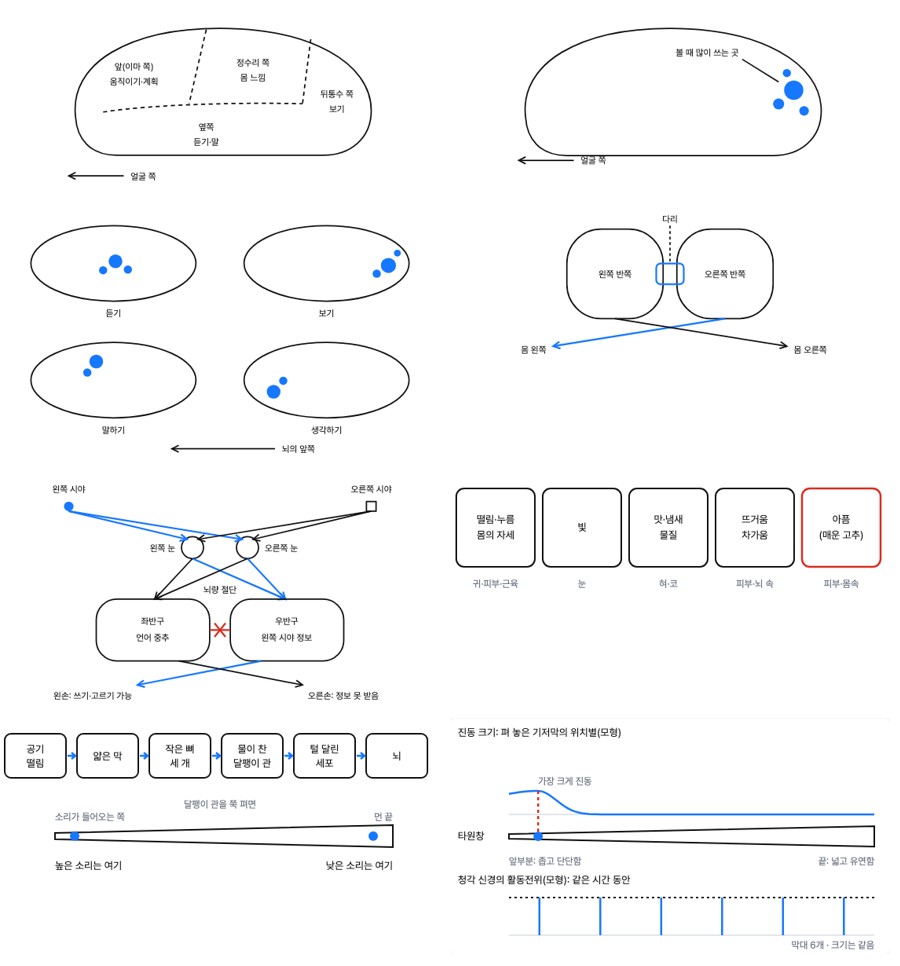 앞(이마 쪽)
움직이기·계획
정수리 쪽
몸 느낌
뒤통수 쪽
보기
옆쪽
듣기·말
얼굴 쪽
볼 때 많이 쓰는 곳
얼굴 쪽
듣기
보기
말하기
생각하기
뇌의 앞쪽
다리
왼쪽 반쪽
오른쪽 반쪽
몸 왼쪽
몸 오른쪽
왼쪽 시야
오른쪽 시야
왼쪽 눈
오른쪽 눈
뇌량 절단
좌반구
언어 중추
우반구
왼쪽 시야 정보
왼손: 쓰기·고르기 가능
오른손: 정보 못 받음
떨림·누름
몸의 자세
빛
맛·냄새
물질
뜨거움
차가움
아픔
(매운 고추)
귀·피부·근육
눈
혀·코
피부·뇌 속
피부·몸속
공기
떨림
얇은 막
작은 뼈
세 개
물이 찬
달팽이 관
털 달린
세포
뇌
달팽이 관을 쭉 펴면
소리가 들어오는 쪽
먼 끝
높은 소리는 여기
낮은 소리는 여기
진동 크기: 펴 놓은 기저막의 위치별(모형)
가장 크게 진동
타원창
앞부분: 좁고 단단함
끝: 넓고 유연함
청각 신경의 활동전위(모형): 같은 시간 동안
막대 6개 · 크기는 같음